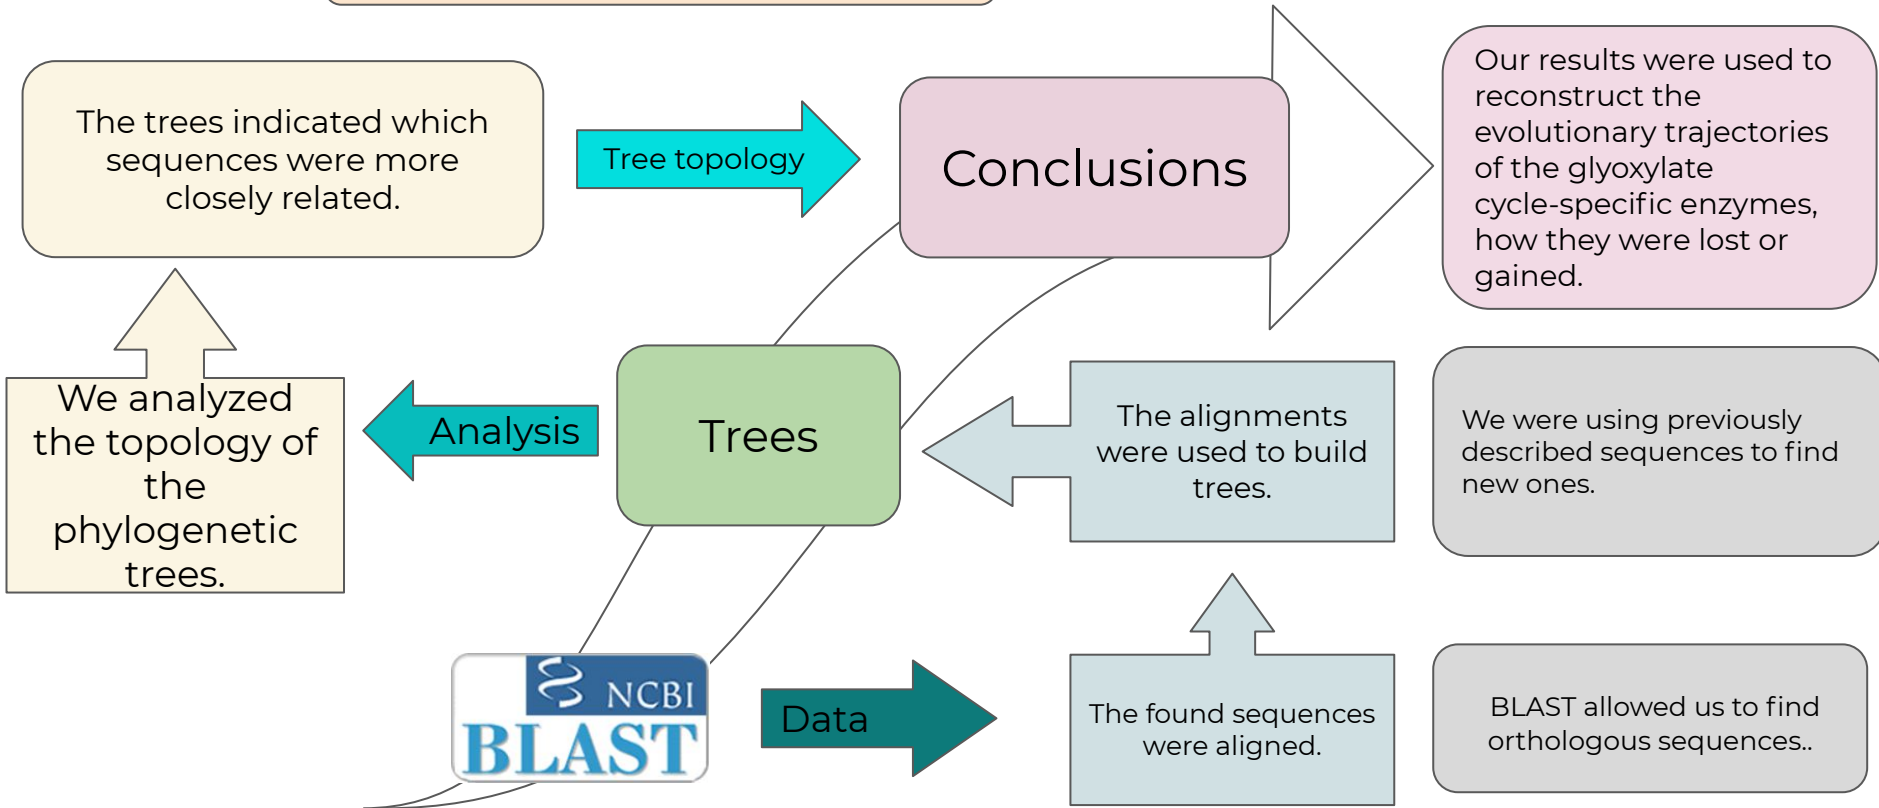 The trees indicated which
sequences were more
closely related.
Tree topology
Conclusions
Our results were used to
reconstruct the
evolutionary trajectories
of the glyoxylate
cycle-specific enzymes,
how they were lost or
gained.
We analyzed
the topology of
the
phylogenetic
trees.
Analysis
Trees
The alignments
were used to build
trees.
We were using previously
described sequences to find
new ones.
NCBI
BLAST
Data
The found sequences
were aligned.
BLAST allowed us to find
orthologous sequences..